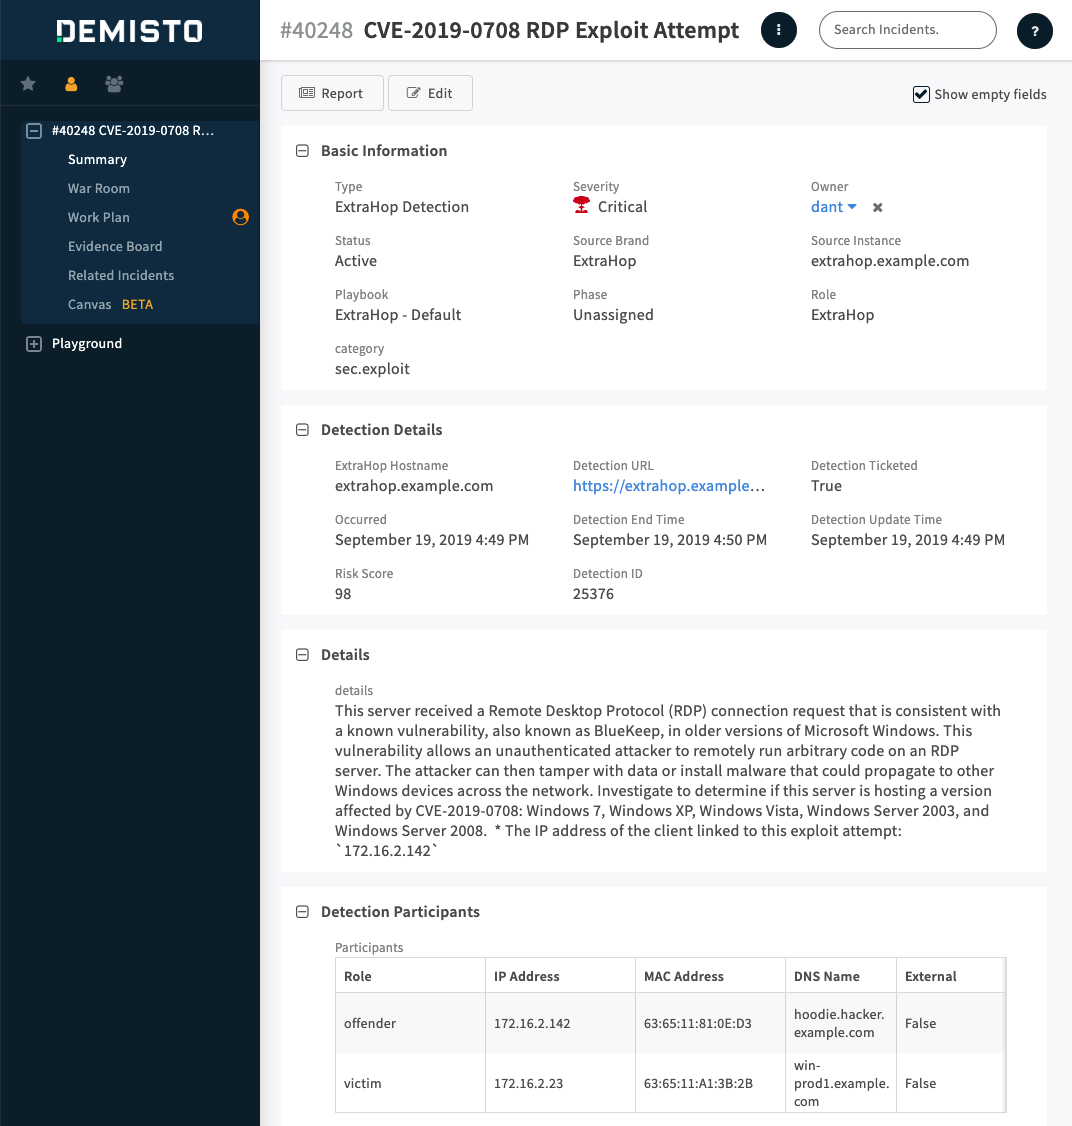 DEMISTO
#40248 CVE-2019-0708 RDP Exploit Attempt
Search Incidents.
?
#40248 CVE-2019-0708 R...
Summary
War Room
Work Plan
Evidence Board
Related Incidents
Canvas BETA
Playground
Report
Edit
Show empty fields
Basic Information
Type
Severity
Owner
ExtraHop Detection
Critical
dant
Status
Source Brand
Source Instance
Active
ExtraHop
extrahop.example.com
Playbook
Phase
Role
ExtraHop - Default
Unassigned
ExtraHop
category
sec.exploit
Detection Details
ExtraHop Hostname
Detection URL
Detection Ticketed
extrahop.example.com
https://extrahop.example...
True
Occurred
Detection End Time
Detection Update Time
September 19, 2019 4:49 PM
September 19, 2019 4:50 PM
September 19, 2019 4:49 PM
Risk Score
Detection ID
98
25376
Details
details
This server received a Remote Desktop Protocol (RDP) connection request that is consistent with
a known vulnerability, also known as BlueKeep, in older versions of Microsoft Windows. This
vulnerability allows an unauthenticated attacker to remotely run arbitrary code on an RDP
server. The attacker can then tamper with data or install malware that could propagate to other
Windows devices across the network. Investigate to determine if this server is hosting a version
affected by CVE-2019-0708: Windows 7, Windows XP, Windows Vista, Windows Server 2003, and
Windows Server 2008.  * The IP address of the client linked to this exploit attempt:
`172.16.2.142`
Detection Participants
Participants
Role
IP Address
MAC Address
DNS Name
External
offender
172.16.2.142
63:65:11:81:0E:D3
hoodie.hacker.
example.com
False
victim
172.16.2.23
63:65:11:A1:3B:2B
win-
prod1.example.
com
False